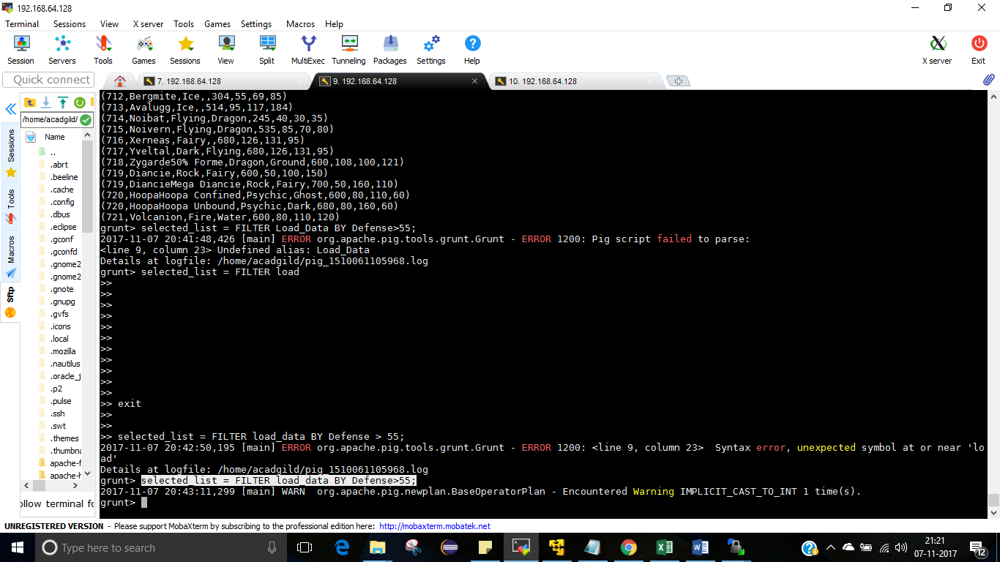 192.168.64.128
Terminal Sessions View X server Tools Games Settings Macros Help
Session Servers Tools Games Sessions View Split MultiExec Tunneling Packages Settings Help X server Exit
Quick connect
7. 192.168.64.128
9. 192.168.64.128
10. 192.168.64.128
/home/acadgild/
Name
..
.abrt
.beeline
.cache
.config
.dbus
.eclipse
.gconf
.gconfd
.gnome2
.gnome2
.gnote
.gnupg
.gvfs
.icons
.local
.mozilla
.nautilus
.oracle_j
.p2
.pulse
.ssh
.swt
.themes
.thumbna
apache-f
apache-h
ollow terminal fo
Sessions
Tools
Macros
Sftp
(712,Bergmite,Ice,,304,55,69,85)
(713,Avalugg,Ice,,514,95,117,184)
(714,Noibat,Flying,Dragon,245,40,30,35)
(715,Noivern,Flying,Dragon,535,85,70,80)
(716,Xerneas,Fairy,,680,126,131,95)
(717,Yveltal,Dark,Flying,680,126,131,95)
(718,Zygarde50% Forme,Dragon,Ground,600,108,100,121)
(719,Diancie,Rock,Fairy,600,50,100,150)
(719,DiancieMega Diancie,Rock,Fairy,700,50,160,110)
(720,HoopaHoopa Confined,Psychic,Ghost,600,80,110,60)
(720,HoopaHoopa Unbound,Psychic,Dark,680,80,160,60)
(721,Volcanion,Fire,Water,600,80,110,120)
grunt> selected_list = FILTER Load_Data BY Defense>55;
2017-11-07 20:41:48,426 [main] ERROR org.apache.pig.tools.grunt.Grunt - ERROR 1200: Pig script failed to parse:
<line 9, column 23> Undefined alias: Load_Data
Details at logfile: /home/acadgild/pig_1510061105968.log
grunt> selected_list = FILTER load
>>
>>
>>
>>
>>
>>
>>
>>
>>
>>
>>
>> exit
>>
>>
>> selected_list = FILTER load_data BY Defense > 55;
2017-11-07 20:42:50,195 [main] ERROR org.apache.pig.tools.grunt.Grunt - ERROR 1200: <line 9, column 23>  Syntax error, unexpected symbol at or near 'lo
ad'
Details at logfile: /home/acadgild/pig_1510061105968.log
grunt> selected_list = FILTER load_data BY Defense>55;
2017-11-07 20:43:11,299 [main] WARN  org.apache.pig.newplan.BaseOperatorPlan - Encountered Warning IMPLICIT_CAST_TO_INT 1 time(s).
grunt>
UNREGISTERED VERSION - Please support MobaXterm by subscribing to the professional edition here: http://mobaxterm.mobatek.net
Type here to search
21:21
07-11-2017
12